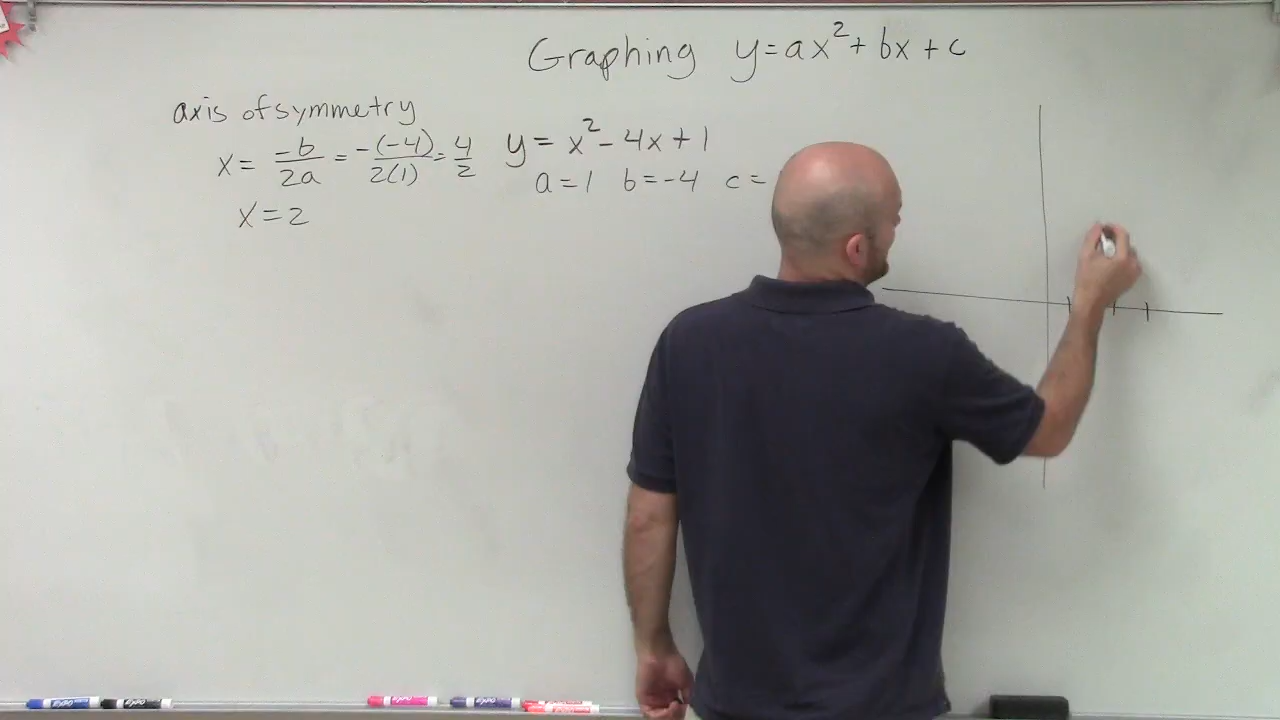 Graphing y=ax²+bx+c
axis of symmetry
x = -b/2a = -(-4)/2(1) = 4/2
x = 2
y = x² - 4x + 1
a = 1 b = -4 c =